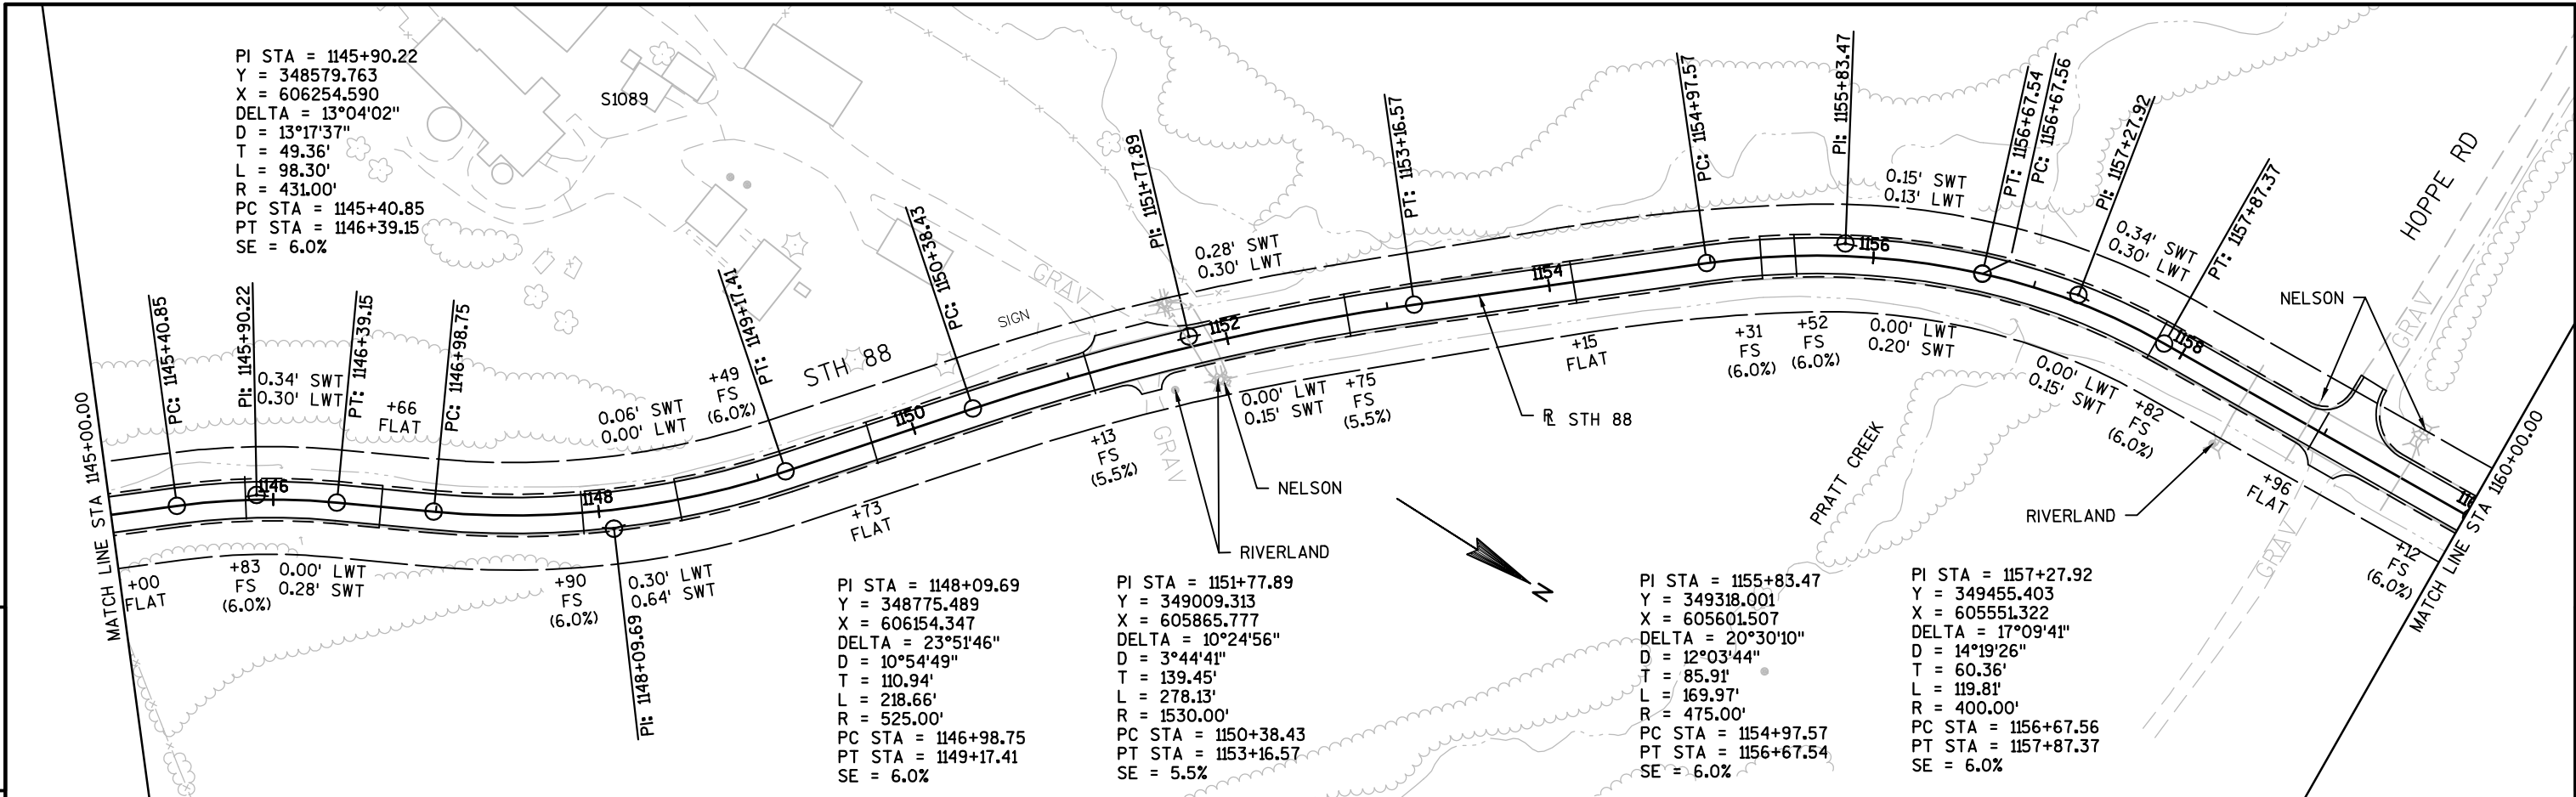 PI STA = 1145+90.22
Y = 348579.763
X = 606254.590
DELTA = 13°04'02"
D = 13°17'37"
T = 49.36'
L = 98.30'
R = 431.00'
PC STA = 1145+40.85
PT STA = 1146+39.15
SE = 6.0%
S1089
MATCH LINE STA 1145+00.00
PC: 1145+40.85
PI: 1145+90.22
PT: 1146+39.15
PC: 1146+98.75
PI: 1148+09.69
PT: 1149+17.41
PC: 1150+38.43
PI: 1151+77.89
PT: 1153+16.57
PC: 1154+97.57
PI: 1155+83.47
PT: 1156+67.54
PC: 1156+67.56
PI: 1157+27.92
PT: 1157+87.37
HOPPE RD
0.34' SWT
0.30' LWT
+66
FLAT
0.06' SWT
0.00' LWT
+49
FS
(6.0%)
STH 88
SIGN
GRAV
0.28' SWT
0.30' LWT
0.15' SWT
0.13' LWT
0.34' SWT
0.30' LWT
NELSON
GRAV
1146
1148
1150
1152
1154
1156
1158
+00
FLAT
+83
FS
(6.0%)
0.00' LWT
0.28' SWT
+90
FS
(6.0%)
0.30' LWT
0.64' SWT
+73
FLAT
+13
FS
(5.5%)
GRAV
0.00' LWT
0.15' SWT
+75
FS
(5.5%)
NELSON
RIVERLAND
STH 88
+15
FLAT
+31
FS
(6.0%)
+52
FS
(6.0%)
0.00' LWT
0.20' SWT
0.00' LWT
0.15' SWT
+82
FS
(6.0%)
PRATT CREEK
RIVERLAND
+96
FLAT
GRAV
+12
FS
(6.0%)
MATCH LINE STA 1160+00.00
N
PI STA = 1148+09.69
Y = 348775.489
X = 606154.347
DELTA = 23°51'46"
D = 10°54'49"
T = 110.94'
L = 218.66'
R = 525.00'
PC STA = 1146+98.75
PT STA = 1149+17.41
SE = 6.0%
PI STA = 1151+77.89
Y = 349009.313
X = 605865.777
DELTA = 10°24'56"
D = 3°44'41"
T = 139.45'
L = 278.13'
R = 1530.00'
PC STA = 1150+38.43
PT STA = 1153+16.57
SE = 5.5%
PI STA = 1155+83.47
Y = 349318.001
X = 605601.507
DELTA = 20°30'10"
D = 12°03'44"
T = 85.91'
L = 169.97'
R = 475.00'
PC STA = 1154+97.57
PT STA = 1156+67.54
SE = 6.0%
PI STA = 1157+27.92
Y = 349455.403
X = 605551.322
DELTA = 17°09'41"
D = 14°19'26"
T = 60.36'
L = 119.81'
R = 400.00'
PC STA = 1156+67.56
PT STA = 1157+87.37
SE = 6.0%